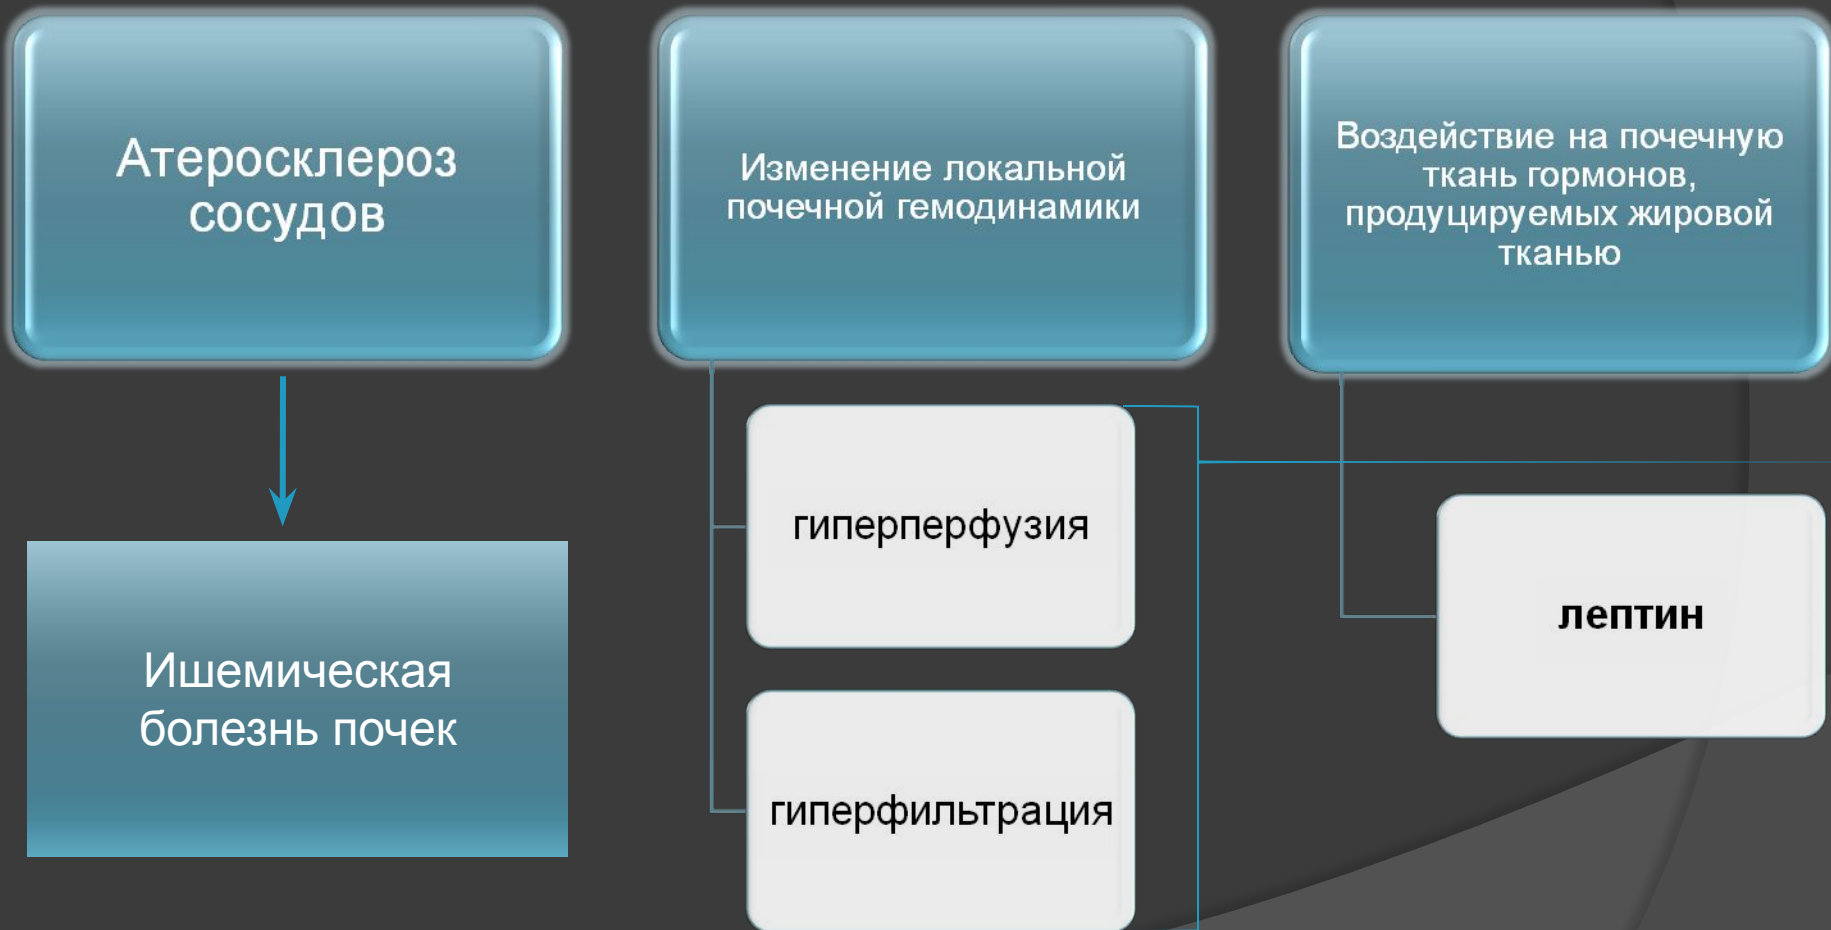 Атеросклероз
сосудов
Изменение локальной
почечной гемодинамики
Воздействие на почечную
ткань гормонов,
продуцируемых жировой
тканью
Ишемическая
болезнь почек
гиперперфузия
гиперфильтрация
лептин